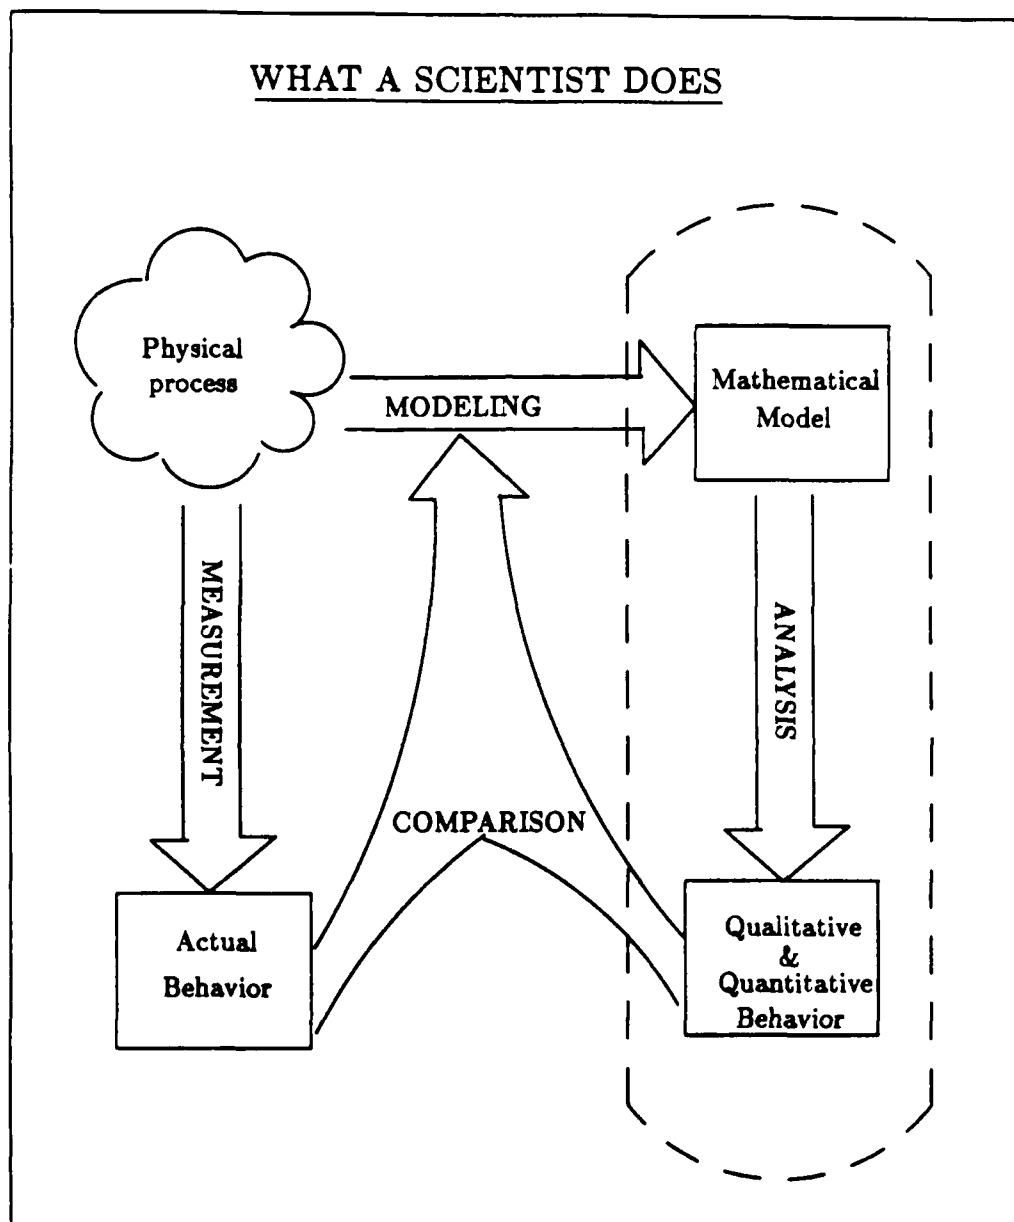 WHAT A SCIENTIST DOES
Physical
process
MODELING
Mathematical
Model
MEASUREMENT
ANALYSIS
COMPARISON
Actual
Behavior
Qualitative
&
Quantitative
Behavior